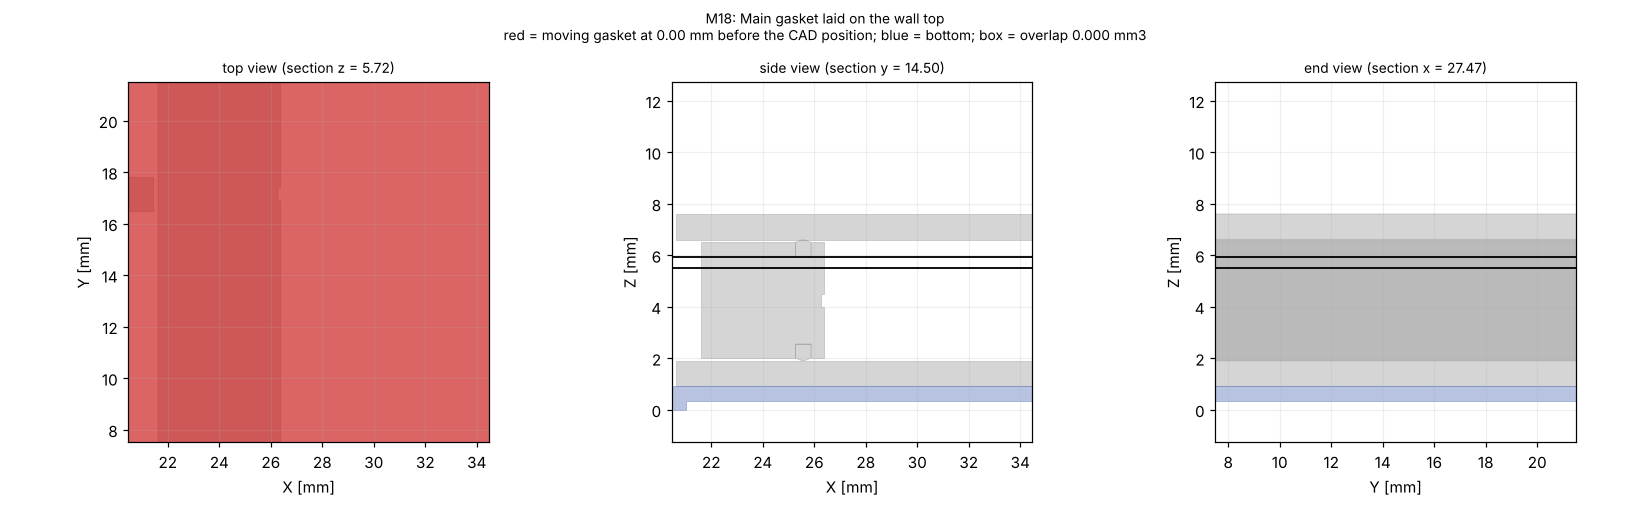 M18: Main gasket laid on the wall top
red = moving gasket at 0.00 mm before the CAD position; blue = bottom; box = overlap 0.000 mm3
top view (section z = 5.72)
20
18
16
14
12
10
8
22 24 26 28 30 32 34
Y [mm]
X [mm]
side view (section y = 14.50)
12
10
8
6
4
2
0
22 24 26 28 30 32 34
Z [mm]
X [mm]
end view (section x = 27.47)
12
10
8
6
4
2
0
8 10 12 14 16 18 20
Z [mm]
Y [mm]